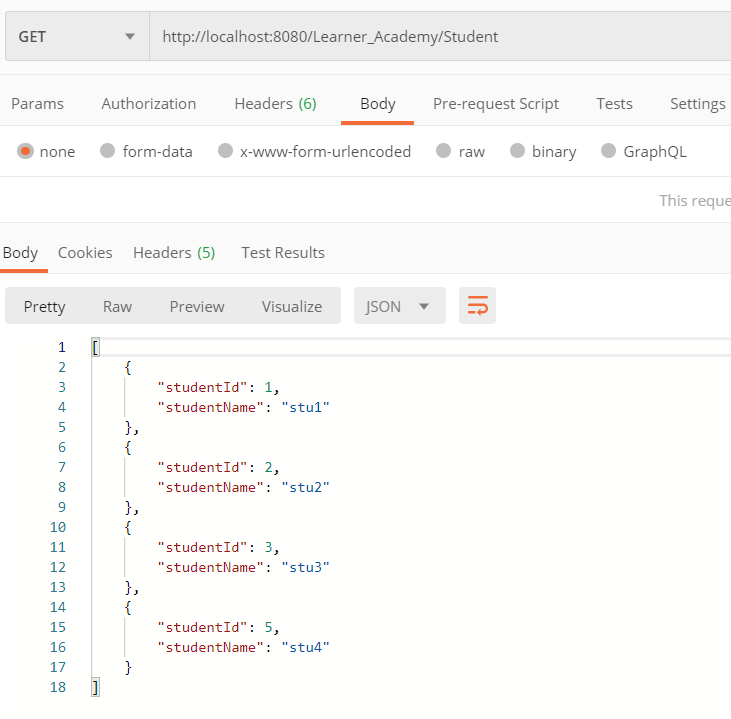 GET http://localhost:8080/Learner_Academy/Student
Params Authorization Headers (6) Body Pre-request Script Tests Settings
none form-data x-www-form-urlencoded raw binary GraphQL
This reque
Body Cookies Headers (5) Test Results
Pretty Raw Preview Visualize JSON
1 [
2 {
3 "studentId": 1,
4 "studentName": "stu1"
5 },
6 {
7 "studentId": 2,
8 "studentName": "stu2"
9 },
10 {
11 "studentId": 3,
12 "studentName": "stu3"
13 },
14 {
15 "studentId": 5,
16 "studentName": "stu4"
17 }
18 ]